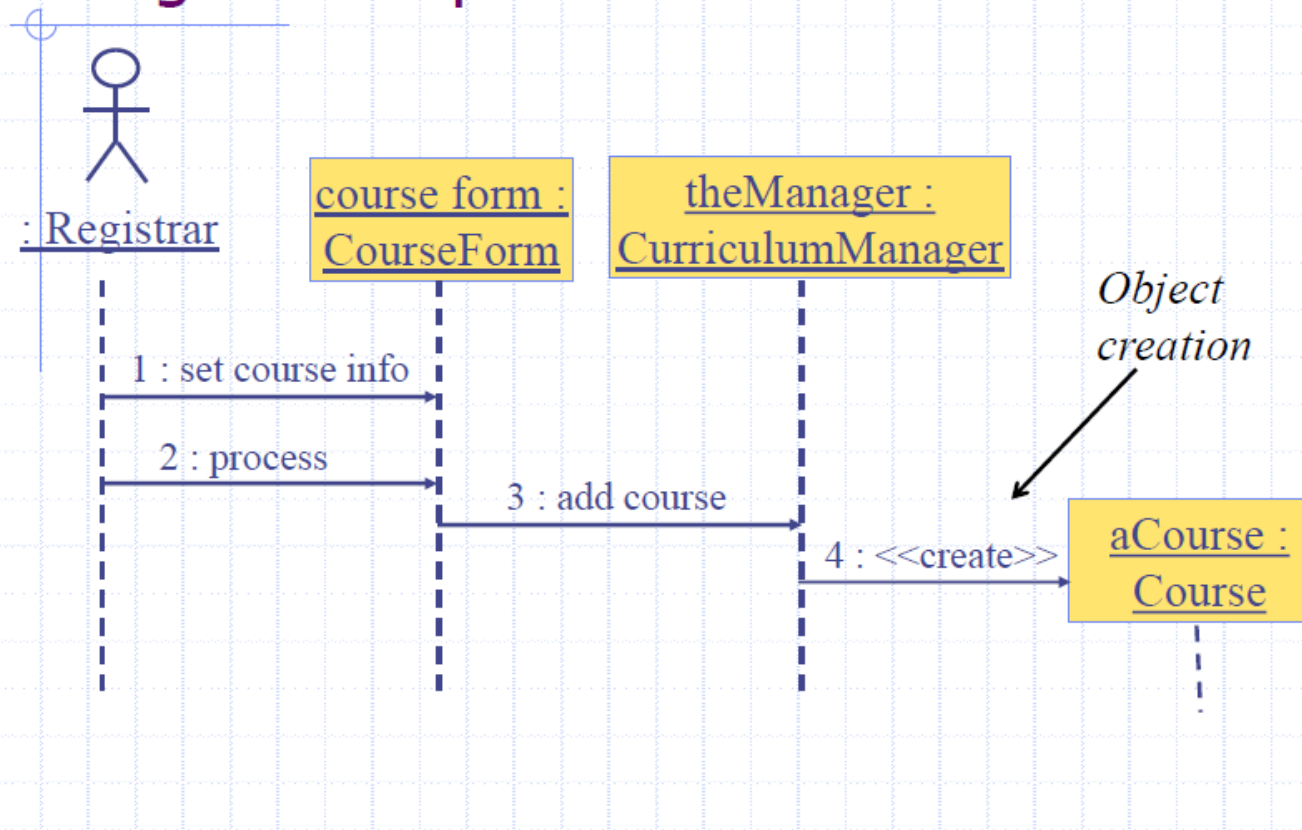 : Registrar
course form :
CourseForm
theManager :
CurriculumManager
Object
creation
1 : set course info
2 : process
3 : add course
4 : <<create>>
aCourse :
Course